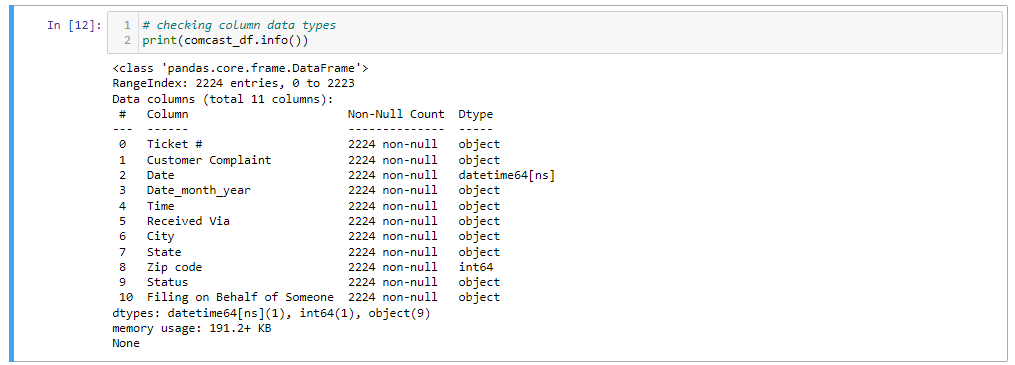 In [12]:
1 # checking column data types
2 print(comcast_df.info())
<class 'pandas.core.frame.DataFrame'>
RangeIndex: 2224 entries, 0 to 2223
Data columns (total 11 columns):
 #   Column                       Non-Null Count  Dtype
---  ------                       --------------  -----
 0   Ticket #                     2224 non-null   object
 1   Customer Complaint           2224 non-null   object
 2   Date                         2224 non-null   datetime64[ns]
 3   Date_month_year              2224 non-null   object
 4   Time                         2224 non-null   object
 5   Received Via                 2224 non-null   object
 6   City                         2224 non-null   object
 7   State                        2224 non-null   object
 8   Zip code                     2224 non-null   int64
 9   Status                       2224 non-null   object
 10  Filing on Behalf of Someone  2224 non-null   object
dtypes: datetime64[ns](1), int64(1), object(9)
memory usage: 191.2+ KB
None